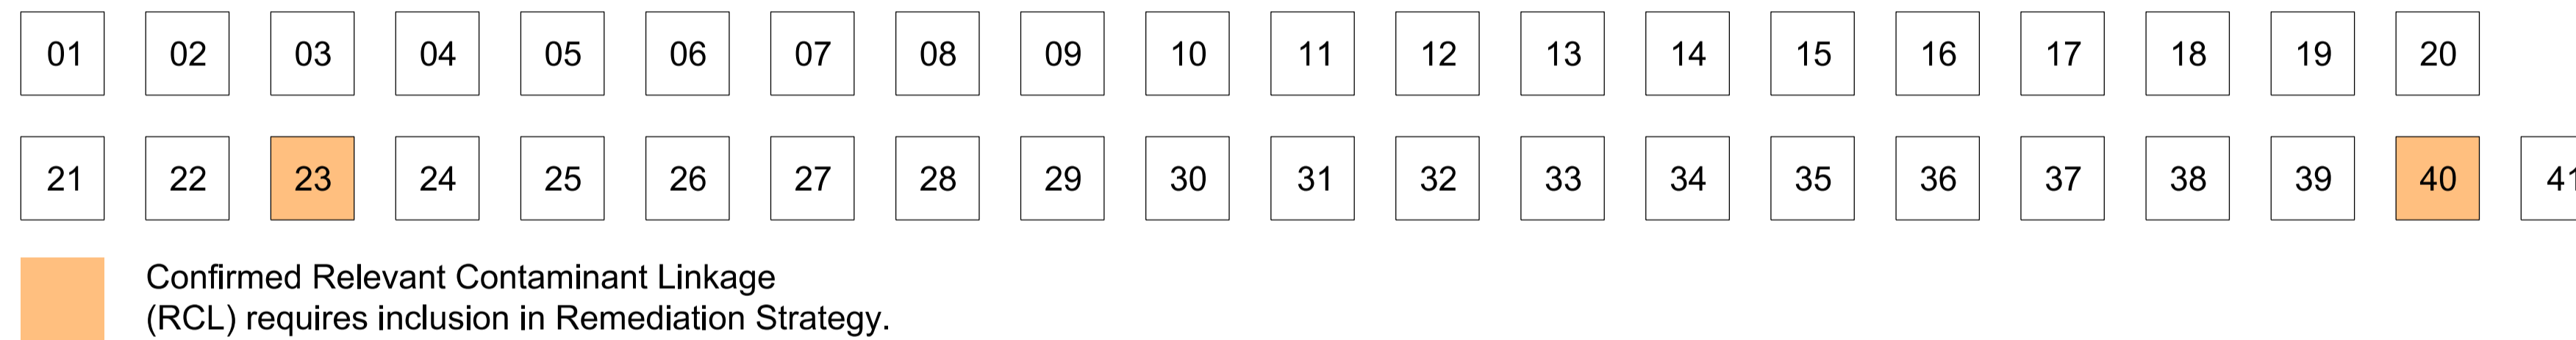 01 02 03 04 05 06 07 08 09 10 11 12 13 14 15 16 17 18 19 20
21 22 23 24 25 26 27 28 29 30 31 32 33 34 35 36 37 38 39 40 41
Confirmed Relevant Contaminant Linkage
(RCL) requires inclusion in Remediation Strategy.